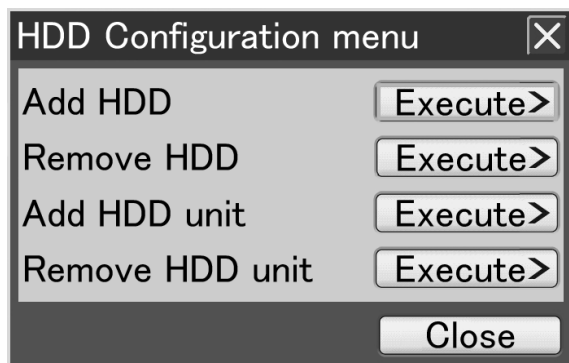 HDD Configuration menu
Add HDD Execute>
Remove HDD Execute>
Add HDD unit Execute>
Remove HDD unit Execute>
Close